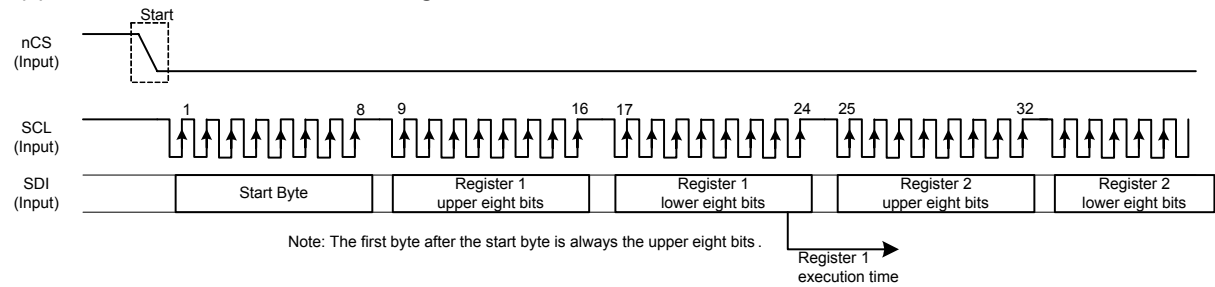 Start
nCS
(Input)
1
8
9
16
17
24
25
32
SCL
(Input)
SDI
(Input)
Start Byte
Register 1
upper eight bits
Register 1
lower eight bits
Register 2
upper eight bits
Register 2
lower eight bits
Note: The first byte after the start byte is always the upper eight bits .
Register 1
execution time